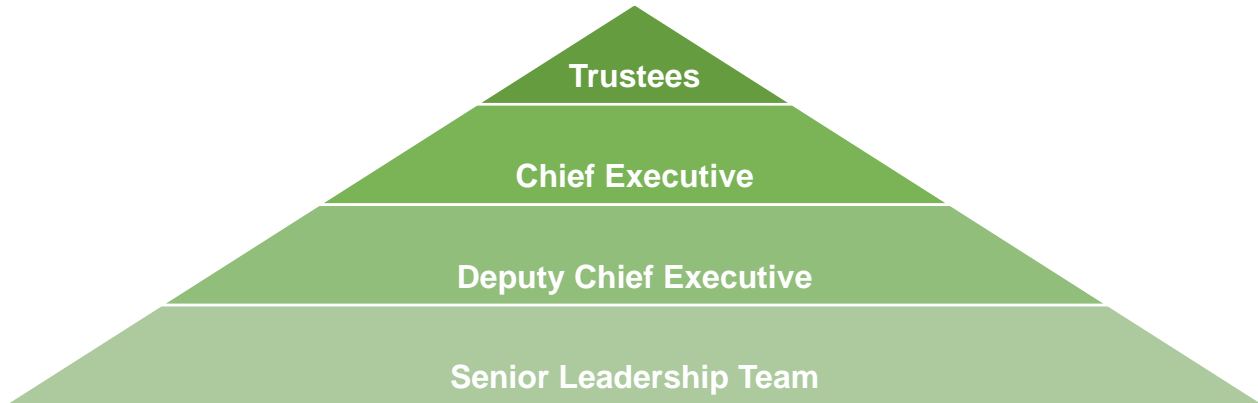 Trustees
Chief Executive
Deputy Chief Executive
Senior Leadership Team